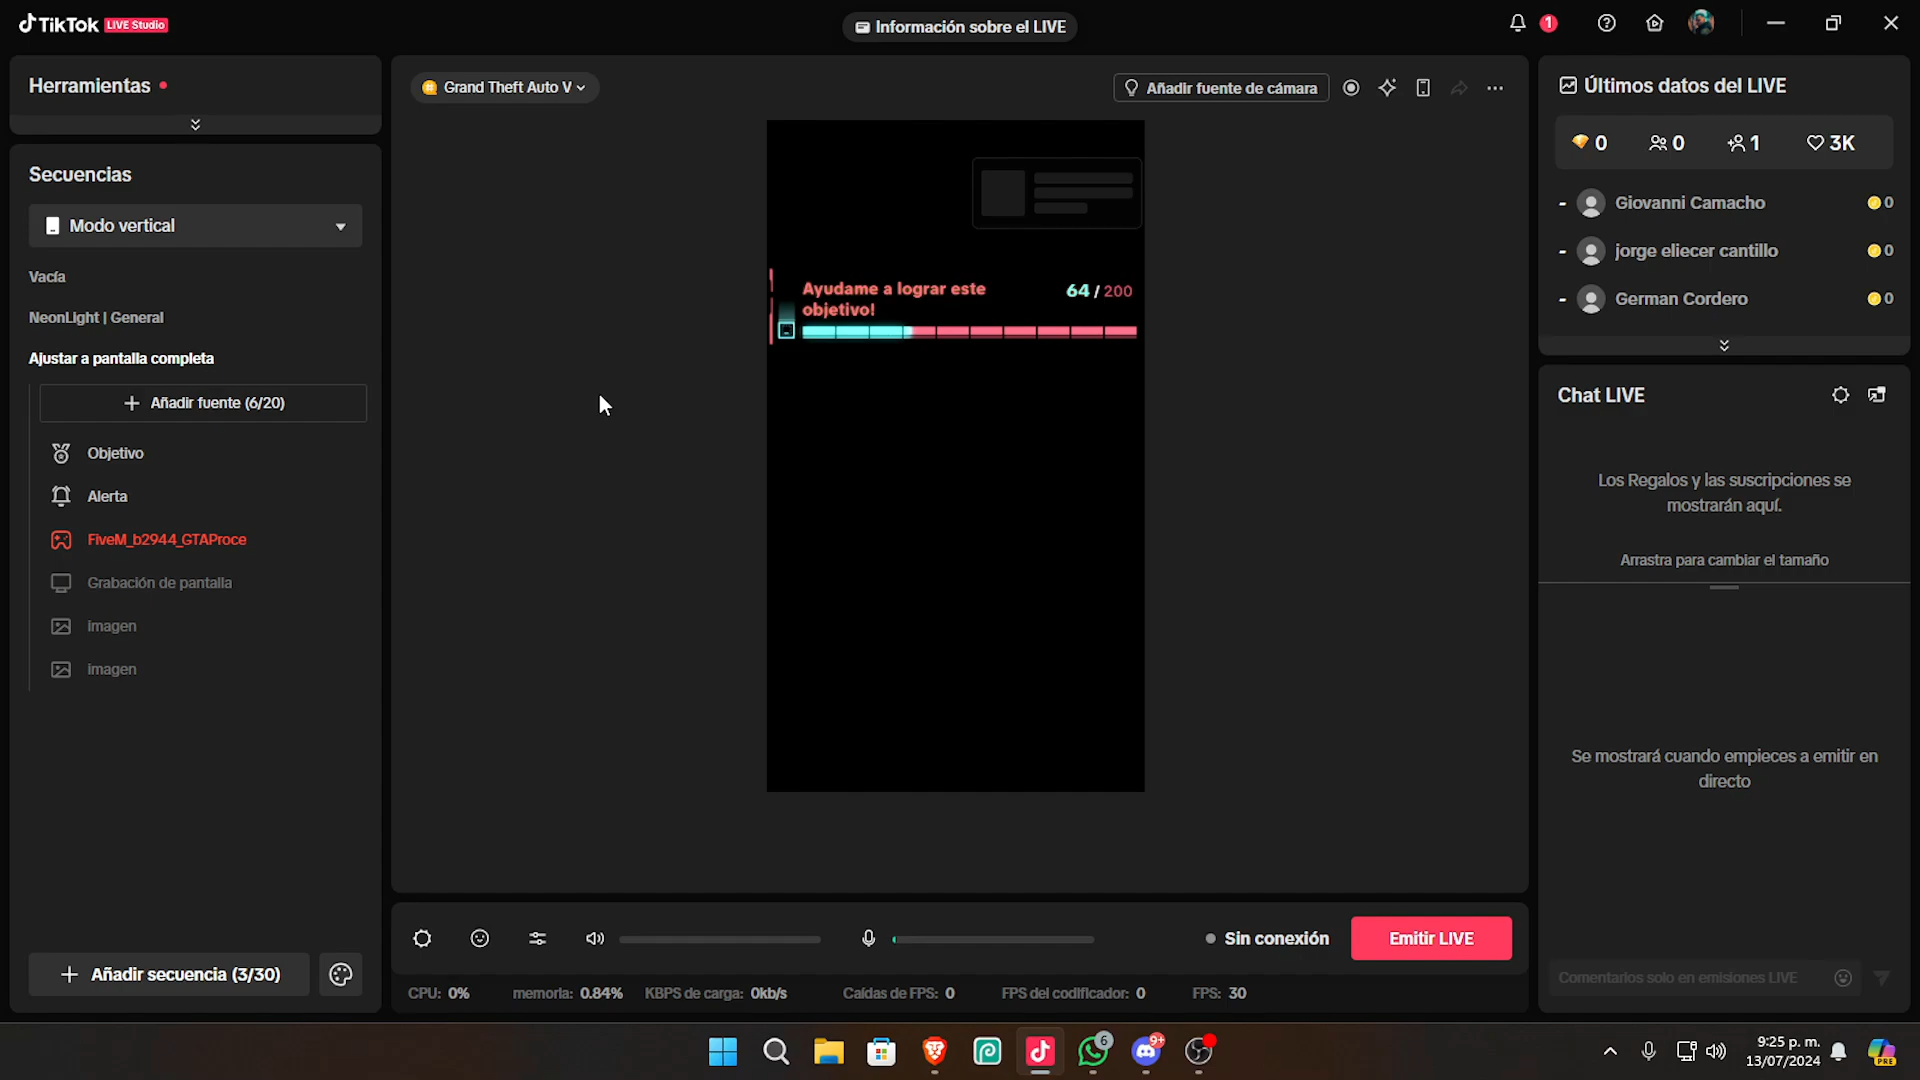 TikTok LIVE Studio
Información sobre el LIVE
1
Herramientas
Secuencias
Modo vertical
Vacía
NeonLight | General
Ajustar a pantalla completa
Añadir fuente (6/20)
Objetivo
Alerta
FiveM_b2944_GTAProce
Grabación de pantalla
Imagen
Imagen
Añadir secuencia (3/30)
Grand Theft Auto V
Añadir fuente de cámara
Ayudame a lograr este
objetivo!
64 / 200
Sin conexión
Emitir LIVE
CPU: 0% memoria: 0.84% KBPS de carga: 0kb/s Caídas de FPS: 0 FPS del codificador: 0 FPS: 30
Últimos datos del LIVE
0 0 1 3K
- Giovanni Camacho 0
- jorge eliecer cantillo 0
- German Cordero 0
Chat LIVE
Los Regalos y las suscripciones se
mostrarán aquí.
Arrastra para cambiar el tamaño
Se mostrará cuando empieces a emitir en
directo
Comentarios solo en emisiones LIVE
6
9+
9:25 p. m.
13/07/2024
PRE